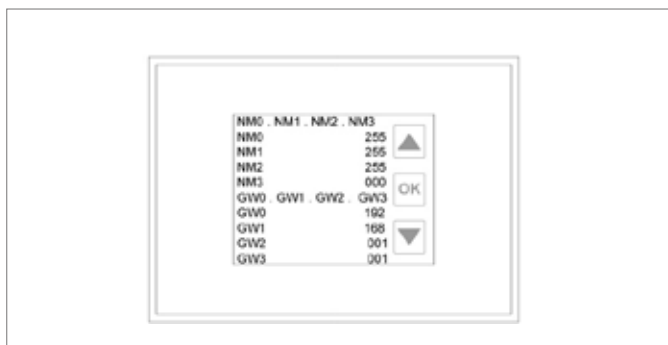 NM0 . NM1 . NM2 . NM3
NM0 255
NM1 255
NM2 255
NM3 000
GW0 . GW1 . GW2 . GW3
GW0 192
GW1 168
GW2 001
GW3 001
OK